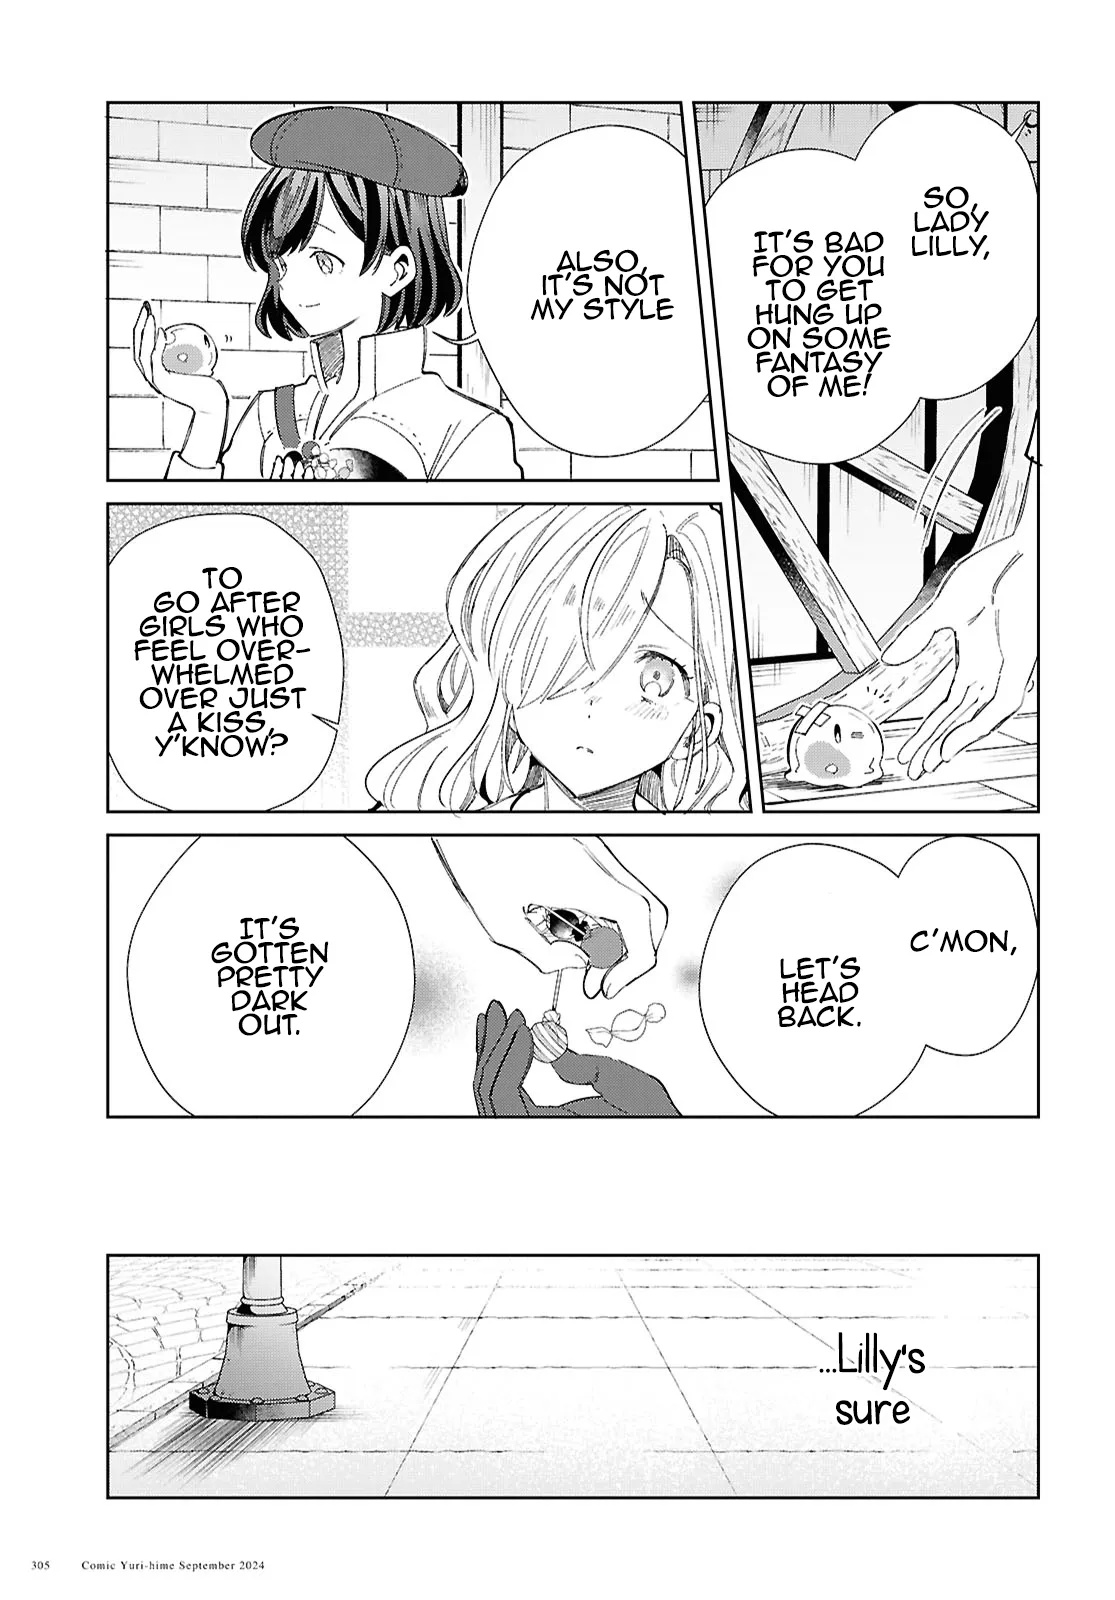 SO,
LADY
LILLY,
IT'S BAD
FOR YOU
TO GET
HUNG UP
ON SOME
FANTASY
OF ME!
ALSO,
IT'S NOT
MY STYLE
TO
GO AFTER
GIRLS WHO
FEEL OVER-
WHELMED
OVER JUST
A KISS,
Y'KNOW?
C'MON,
LET'S
HEAD
BACK.
IT'S
GOTTEN
PRETTY
DARK
OUT.
...Lilly's
sure
305 Comic Yuri-hime September 2024